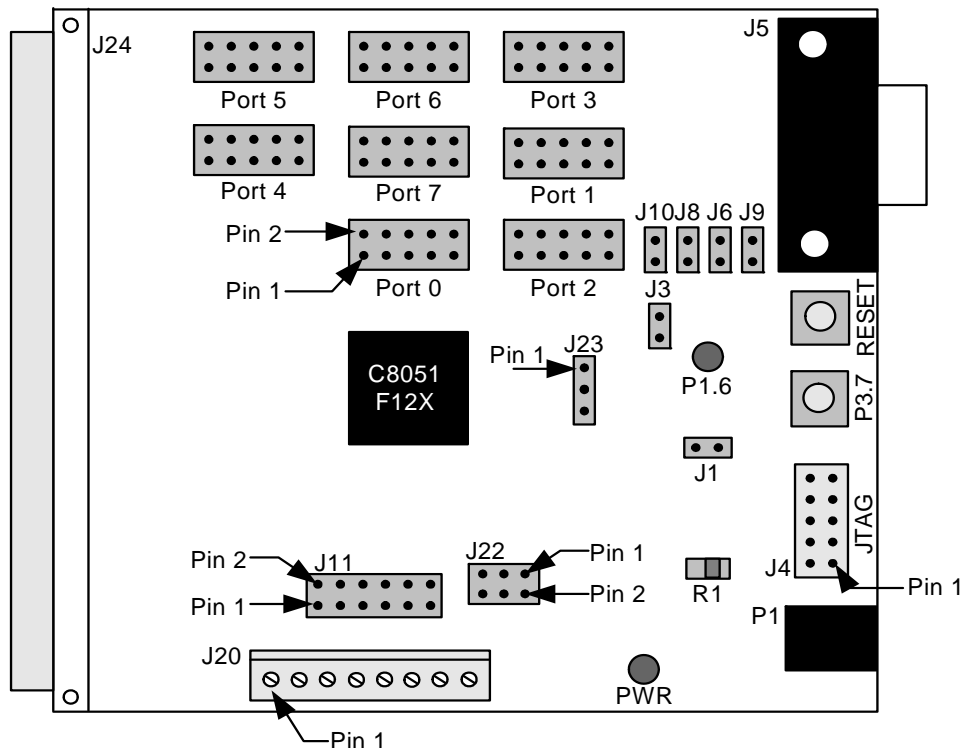 J24
J5
Port 5
Port 6
Port 3
Port 4
Port 7
Port 1
J10
J8
J6
J9
Pin 2
Pin 1
Port 0
Port 2
J3
RESET
J23
Pin 1
C8051
F12X
P1.6
P3.7
J1
JTAG
Pin 2
J11
J22
Pin 1
J4
Pin 1
Pin 2
R1
Pin 1
P1
J20
PWR
Pin 1